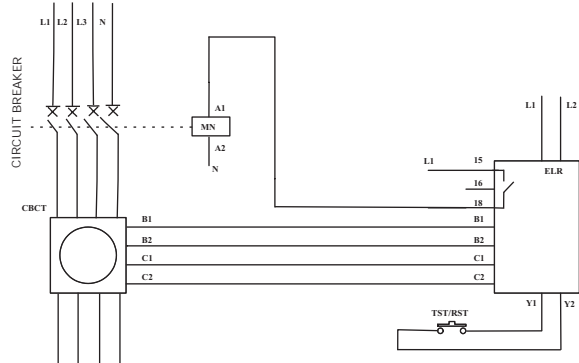 L1 L2 L3 N
CIRCUIT BREAKER
A1
MN
A2
N
L1 L2
L1 15
ELR
16
18
CBCT
B1 B1
B2 B2
C1 C1
C2 C2
Y1 Y2
TST/RST